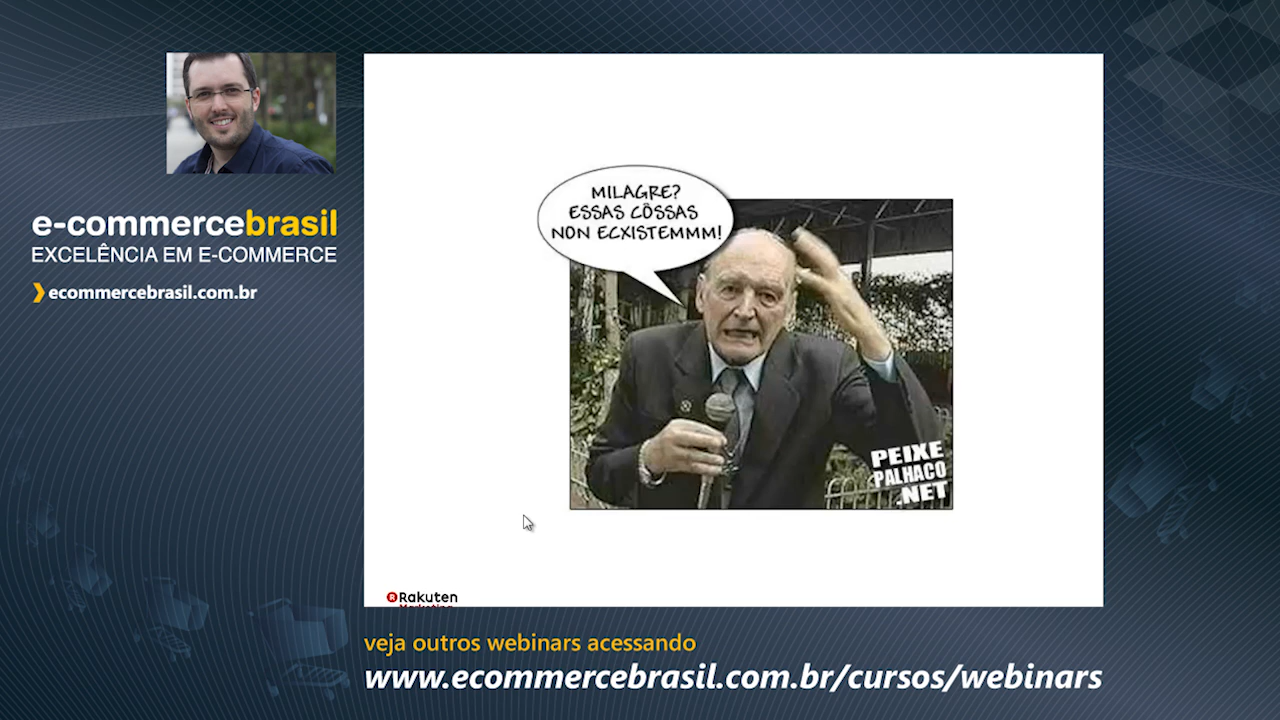 e-commercebrasil
EXCELÊNCIA EM E-COMMERCE
ecommercebrasil.com.br
MILAGRE?
ESSAS CÔSSAS
NON ECXISTEMMM!
PEIXE
PALHACO
.NET
R Rakuten
Marketing
veja outros webinars acessando
www.ecommercebrasil.com.br/cursos/webinars